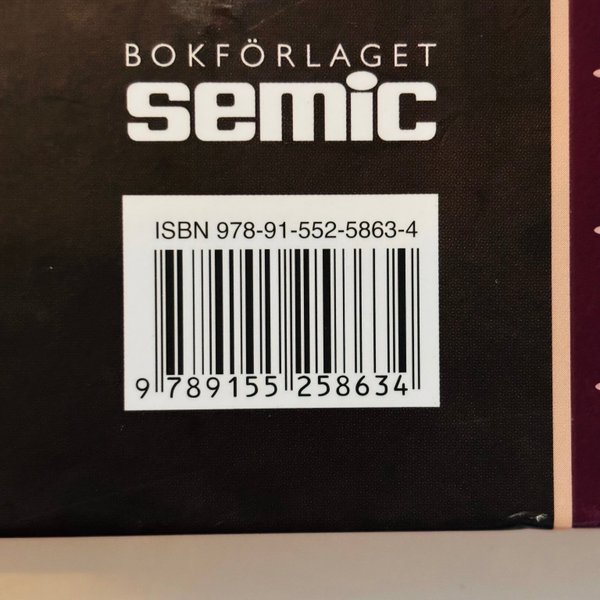 BOKFÖRLAGET
semic
ISBN 978-91-552-5863-4
9 789155 258634